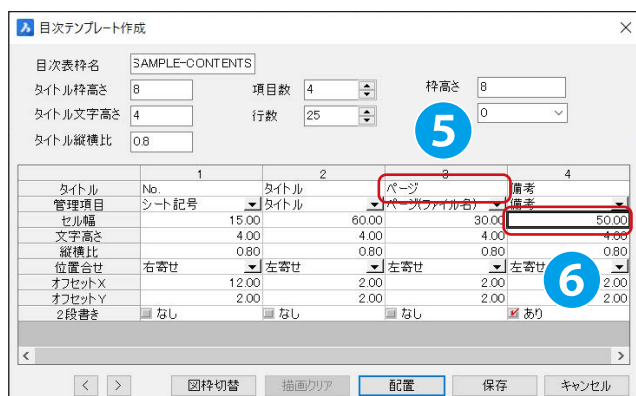 目次テンプレート作成
目次表枠名 SAMPLE-CONTENTS
タイトル枠高さ 8 項目数 4 枠高さ 8
タイトル文字高さ 4 行数 25 5 0
タイトル縦横比 0.8
1 2 3 4
タイトル No. タイトル ページ 備考
管理項目 シート記号 タイトル ページ(ファイル名) 備考
セル幅 15.00 60.00 30.00 50.00
文字高さ 4.00 4.00 4.00 4.00
縦横比 0.80 0.80 0.80 0.80
位置合せ 右寄せ 左寄せ 左寄せ 左寄せ 6
オフセットX 12.00 2.00 2.00 2.00
オフセットY 2.00 2.00 2.00 2.00
2段書き なし なし なし あり
< > 図枠切替 描画クリア 配置 保存 キャンセル